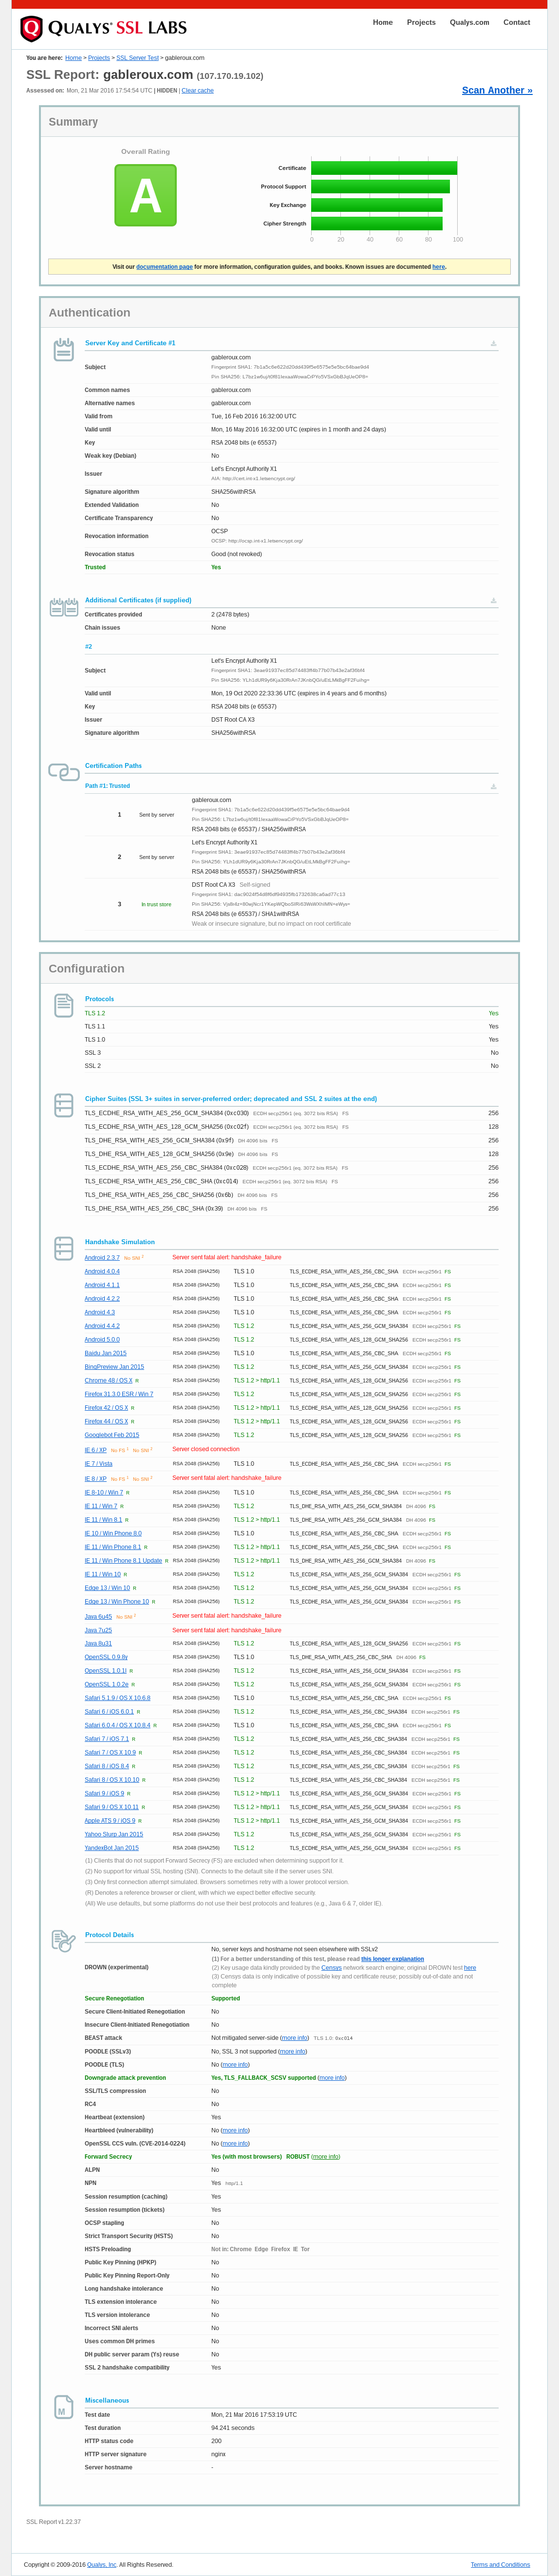 QUALYS® SSL LABS
Home Projects Qualys.com Contact
You are here: Home > Projects > SSL Server Test > gableroux.com
SSL Report: gableroux.com (107.170.19.102)
Assessed on: Mon, 21 Mar 2016 17:54:54 UTC | HIDDEN | Clear cache
Scan Another »
Summary
Overall Rating
A
Certificate
Protocol Support
Key Exchange
Cipher Strength
0 20 40 60 80 100
Visit our documentation page for more information, configuration guides, and books. Known issues are documented here.
Authentication
Server Key and Certificate #1
Subject
gableroux.com
Common names gableroux.com
Alternative names gableroux.com
Valid from Tue, 16 Feb 2016 16:32:00 UTC
Valid until Mon, 16 May 2016 16:32:00 UTC (expires in 1 month and 24 days)
Key RSA 2048 bits (e 65537)
Weak key (Debian) No
Issuer
Let's Encrypt Authority X1
AIA: http://cert.int-x1.letsencrypt.org/
Signature algorithm SHA256withRSA
Extended Validation No
Certificate Transparency No
Revocation information
OCSP
OCSP: http://ocsp.int-x1.letsencrypt.org/
Revocation status Good (not revoked)
Trusted Yes
Additional Certificates (if supplied)
Certificates provided 2 (2478 bytes)
Chain issues None
#2
Subject
Let's Encrypt Authority X1
Valid until Mon, 19 Oct 2020 22:33:36 UTC (expires in 4 years and 6 months)
Key RSA 2048 bits (e 65537)
Issuer DST Root CA X3
Signature algorithm SHA256withRSA
Certification Paths
Path #1: Trusted
1 Sent by server
gableroux.com
RSA 2048 bits (e 65537) / SHA256withRSA
2 Sent by server
Let's Encrypt Authority X1
RSA 2048 bits (e 65537) / SHA256withRSA
3 In trust store
DST Root CA X3 Self-signed
RSA 2048 bits (e 65537) / SHA1withRSA
Weak or insecure signature, but no impact on root certificate
Configuration
Protocols
TLS 1.2 Yes
TLS 1.1 Yes
TLS 1.0 Yes
SSL 3 No
SSL 2 No
Cipher Suites (SSL 3+ suites in server-preferred order; deprecated and SSL 2 suites at the end)
TLS_ECDHE_RSA_WITH_AES_256_GCM_SHA384 (0xc030) ECDH secp256r1 (eq. 3072 bits RSA) FS 256
TLS_ECDHE_RSA_WITH_AES_128_GCM_SHA256 (0xc02f) ECDH secp256r1 (eq. 3072 bits RSA) FS 128
TLS_DHE_RSA_WITH_AES_256_GCM_SHA384 (0x9f) DH 4096 bits FS 256
TLS_DHE_RSA_WITH_AES_128_GCM_SHA256 (0x9e) DH 4096 bits FS 128
TLS_ECDHE_RSA_WITH_AES_256_CBC_SHA384 (0xc028) ECDH secp256r1 (eq. 3072 bits RSA) FS 256
TLS_ECDHE_RSA_WITH_AES_256_CBC_SHA (0xc014) ECDH secp256r1 (eq. 3072 bits RSA) FS 256
TLS_DHE_RSA_WITH_AES_256_CBC_SHA256 (0x6b) DH 4096 bits FS 256
TLS_DHE_RSA_WITH_AES_256_CBC_SHA (0x39) DH 4096 bits FS 256
Handshake Simulation
Android 2.3.7 No SNI 2 Server sent fatal alert: handshake_failure
Android 4.0.4 RSA 2048 (SHA256) TLS 1.0 TLS_ECDHE_RSA_WITH_AES_256_CBC_SHA ECDH secp256r1 FS
Android 4.1.1 RSA 2048 (SHA256) TLS 1.0 TLS_ECDHE_RSA_WITH_AES_256_CBC_SHA ECDH secp256r1 FS
Android 4.2.2 RSA 2048 (SHA256) TLS 1.0 TLS_ECDHE_RSA_WITH_AES_256_CBC_SHA ECDH secp256r1 FS
Android 4.3 RSA 2048 (SHA256) TLS 1.0 TLS_ECDHE_RSA_WITH_AES_256_CBC_SHA ECDH secp256r1 FS
Android 4.4.2 RSA 2048 (SHA256) TLS 1.2 TLS_ECDHE_RSA_WITH_AES_256_GCM_SHA384 ECDH secp256r1 FS
Android 5.0.0 RSA 2048 (SHA256) TLS 1.2 TLS_ECDHE_RSA_WITH_AES_128_GCM_SHA256 ECDH secp256r1 FS
Baidu Jan 2015 RSA 2048 (SHA256) TLS 1.0 TLS_ECDHE_RSA_WITH_AES_256_CBC_SHA ECDH secp256r1 FS
BingPreview Jan 2015 RSA 2048 (SHA256) TLS 1.2 TLS_ECDHE_RSA_WITH_AES_256_GCM_SHA384 ECDH secp256r1 FS
Chrome 48 / OS X R RSA 2048 (SHA256) TLS 1.2 > http/1.1 TLS_ECDHE_RSA_WITH_AES_128_GCM_SHA256 ECDH secp256r1 FS
Firefox 31.3.0 ESR / Win 7 RSA 2048 (SHA256) TLS 1.2 TLS_ECDHE_RSA_WITH_AES_128_GCM_SHA256 ECDH secp256r1 FS
Firefox 42 / OS X R RSA 2048 (SHA256) TLS 1.2 > http/1.1 TLS_ECDHE_RSA_WITH_AES_128_GCM_SHA256 ECDH secp256r1 FS
Firefox 44 / OS X R RSA 2048 (SHA256) TLS 1.2 > http/1.1 TLS_ECDHE_RSA_WITH_AES_128_GCM_SHA256 ECDH secp256r1 FS
Googlebot Feb 2015 RSA 2048 (SHA256) TLS 1.2 TLS_ECDHE_RSA_WITH_AES_128_GCM_SHA256 ECDH secp256r1 FS
IE 6 / XP No FS 1 No SNI 2 Server closed connection
IE 7 / Vista RSA 2048 (SHA256) TLS 1.0 TLS_ECDHE_RSA_WITH_AES_256_CBC_SHA ECDH secp256r1 FS
IE 8 / XP No FS 1 No SNI 2 Server sent fatal alert: handshake_failure
IE 8-10 / Win 7 R RSA 2048 (SHA256) TLS 1.0 TLS_ECDHE_RSA_WITH_AES_256_CBC_SHA ECDH secp256r1 FS
IE 11 / Win 7 R RSA 2048 (SHA256) TLS 1.2 TLS_DHE_RSA_WITH_AES_256_GCM_SHA384 DH 4096 FS
IE 11 / Win 8.1 R RSA 2048 (SHA256) TLS 1.2 > http/1.1 TLS_DHE_RSA_WITH_AES_256_GCM_SHA384 DH 4096 FS
IE 10 / Win Phone 8.0 RSA 2048 (SHA256) TLS 1.0 TLS_ECDHE_RSA_WITH_AES_256_CBC_SHA ECDH secp256r1 FS
IE 11 / Win Phone 8.1 R RSA 2048 (SHA256) TLS 1.2 > http/1.1 TLS_ECDHE_RSA_WITH_AES_256_CBC_SHA ECDH secp256r1 FS
IE 11 / Win Phone 8.1 Update R RSA 2048 (SHA256) TLS 1.2 > http/1.1 TLS_DHE_RSA_WITH_AES_256_GCM_SHA384 DH 4096 FS
IE 11 / Win 10 R RSA 2048 (SHA256) TLS 1.2 TLS_ECDHE_RSA_WITH_AES_256_GCM_SHA384 ECDH secp256r1 FS
Edge 13 / Win 10 R RSA 2048 (SHA256) TLS 1.2 TLS_ECDHE_RSA_WITH_AES_256_GCM_SHA384 ECDH secp256r1 FS
Edge 13 / Win Phone 10 R RSA 2048 (SHA256) TLS 1.2 TLS_ECDHE_RSA_WITH_AES_256_GCM_SHA384 ECDH secp256r1 FS
Java 6u45 No SNI 2 Server sent fatal alert: handshake_failure
Java 7u25 Server sent fatal alert: handshake_failure
Java 8u31 RSA 2048 (SHA256) TLS 1.2 TLS_ECDHE_RSA_WITH_AES_128_GCM_SHA256 ECDH secp256r1 FS
OpenSSL 0.9.8y RSA 2048 (SHA256) TLS 1.0 TLS_DHE_RSA_WITH_AES_256_CBC_SHA DH 4096 FS
OpenSSL 1.0.1l R RSA 2048 (SHA256) TLS 1.2 TLS_ECDHE_RSA_WITH_AES_256_GCM_SHA384 ECDH secp256r1 FS
OpenSSL 1.0.2e R RSA 2048 (SHA256) TLS 1.2 TLS_ECDHE_RSA_WITH_AES_256_GCM_SHA384 ECDH secp256r1 FS
Safari 5.1.9 / OS X 10.6.8 RSA 2048 (SHA256) TLS 1.0 TLS_ECDHE_RSA_WITH_AES_256_CBC_SHA ECDH secp256r1 FS
Safari 6 / iOS 6.0.1 R RSA 2048 (SHA256) TLS 1.2 TLS_ECDHE_RSA_WITH_AES_256_CBC_SHA384 ECDH secp256r1 FS
Safari 6.0.4 / OS X 10.8.4 R RSA 2048 (SHA256) TLS 1.0 TLS_ECDHE_RSA_WITH_AES_256_CBC_SHA ECDH secp256r1 FS
Safari 7 / iOS 7.1 R RSA 2048 (SHA256) TLS 1.2 TLS_ECDHE_RSA_WITH_AES_256_CBC_SHA384 ECDH secp256r1 FS
Safari 7 / OS X 10.9 R RSA 2048 (SHA256) TLS 1.2 TLS_ECDHE_RSA_WITH_AES_256_CBC_SHA384 ECDH secp256r1 FS
Safari 8 / iOS 8.4 R RSA 2048 (SHA256) TLS 1.2 TLS_ECDHE_RSA_WITH_AES_256_CBC_SHA384 ECDH secp256r1 FS
Safari 8 / OS X 10.10 R RSA 2048 (SHA256) TLS 1.2 TLS_ECDHE_RSA_WITH_AES_256_CBC_SHA384 ECDH secp256r1 FS
Safari 9 / iOS 9 R RSA 2048 (SHA256) TLS 1.2 > http/1.1 TLS_ECDHE_RSA_WITH_AES_256_GCM_SHA384 ECDH secp256r1 FS
Safari 9 / OS X 10.11 R RSA 2048 (SHA256) TLS 1.2 > http/1.1 TLS_ECDHE_RSA_WITH_AES_256_GCM_SHA384 ECDH secp256r1 FS
Apple ATS 9 / iOS 9 R RSA 2048 (SHA256) TLS 1.2 > http/1.1 TLS_ECDHE_RSA_WITH_AES_256_GCM_SHA384 ECDH secp256r1 FS
Yahoo Slurp Jan 2015 RSA 2048 (SHA256) TLS 1.2 TLS_ECDHE_RSA_WITH_AES_256_GCM_SHA384 ECDH secp256r1 FS
YandexBot Jan 2015 RSA 2048 (SHA256) TLS 1.2 TLS_ECDHE_RSA_WITH_AES_256_GCM_SHA384 ECDH secp256r1 FS
(1) Clients that do not support Forward Secrecy (FS) are excluded when determining support for it.
(2) No support for virtual SSL hosting (SNI). Connects to the default site if the server uses SNI.
(3) Only first connection attempt simulated. Browsers sometimes retry with a lower protocol version.
(R) Denotes a reference browser or client, with which we expect better effective security.
(All) We use defaults, but some platforms do not use their best protocols and features (e.g., Java 6 & 7, older IE).
Protocol Details
DROWN (experimental)
No, server keys and hostname not seen elsewhere with SSLv2
(1) For a better understanding of this test, please read this longer explanation
(2) Key usage data kindly provided by the Censys network search engine; original DROWN test here
(3) Censys data is only indicative of possible key and certificate reuse; possibly out-of-date and not
complete
Secure Renegotiation Supported
Secure Client-Initiated Renegotiation No
Insecure Client-Initiated Renegotiation No
BEAST attack Not mitigated server-side (more info) TLS 1.0: 0xc014
POODLE (SSLv3) No, SSL 3 not supported (more info)
POODLE (TLS) No (more info)
Downgrade attack prevention Yes, TLS_FALLBACK_SCSV supported (more info)
SSL/TLS compression No
RC4 No
Heartbeat (extension) Yes
Heartbleed (vulnerability) No (more info)
OpenSSL CCS vuln. (CVE-2014-0224) No (more info)
Forward Secrecy Yes (with most browsers) ROBUST (more info)
ALPN No
NPN Yes http/1.1
Session resumption (caching) Yes
Session resumption (tickets) Yes
OCSP stapling No
Strict Transport Security (HSTS) No
HSTS Preloading Not in: Chrome Edge Firefox IE Tor
Public Key Pinning (HPKP) No
Public Key Pinning Report-Only No
Long handshake intolerance No
TLS extension intolerance No
TLS version intolerance No
Incorrect SNI alerts No
Uses common DH primes No
DH public server param (Ys) reuse No
SSL 2 handshake compatibility Yes
Miscellaneous
Test date Mon, 21 Mar 2016 17:53:19 UTC
Test duration 94.241 seconds
HTTP status code 200
HTTP server signature nginx
Server hostname -
SSL Report v1.22.37
Copyright © 2009-2016 Qualys, Inc. All Rights Reserved.
Terms and Conditions